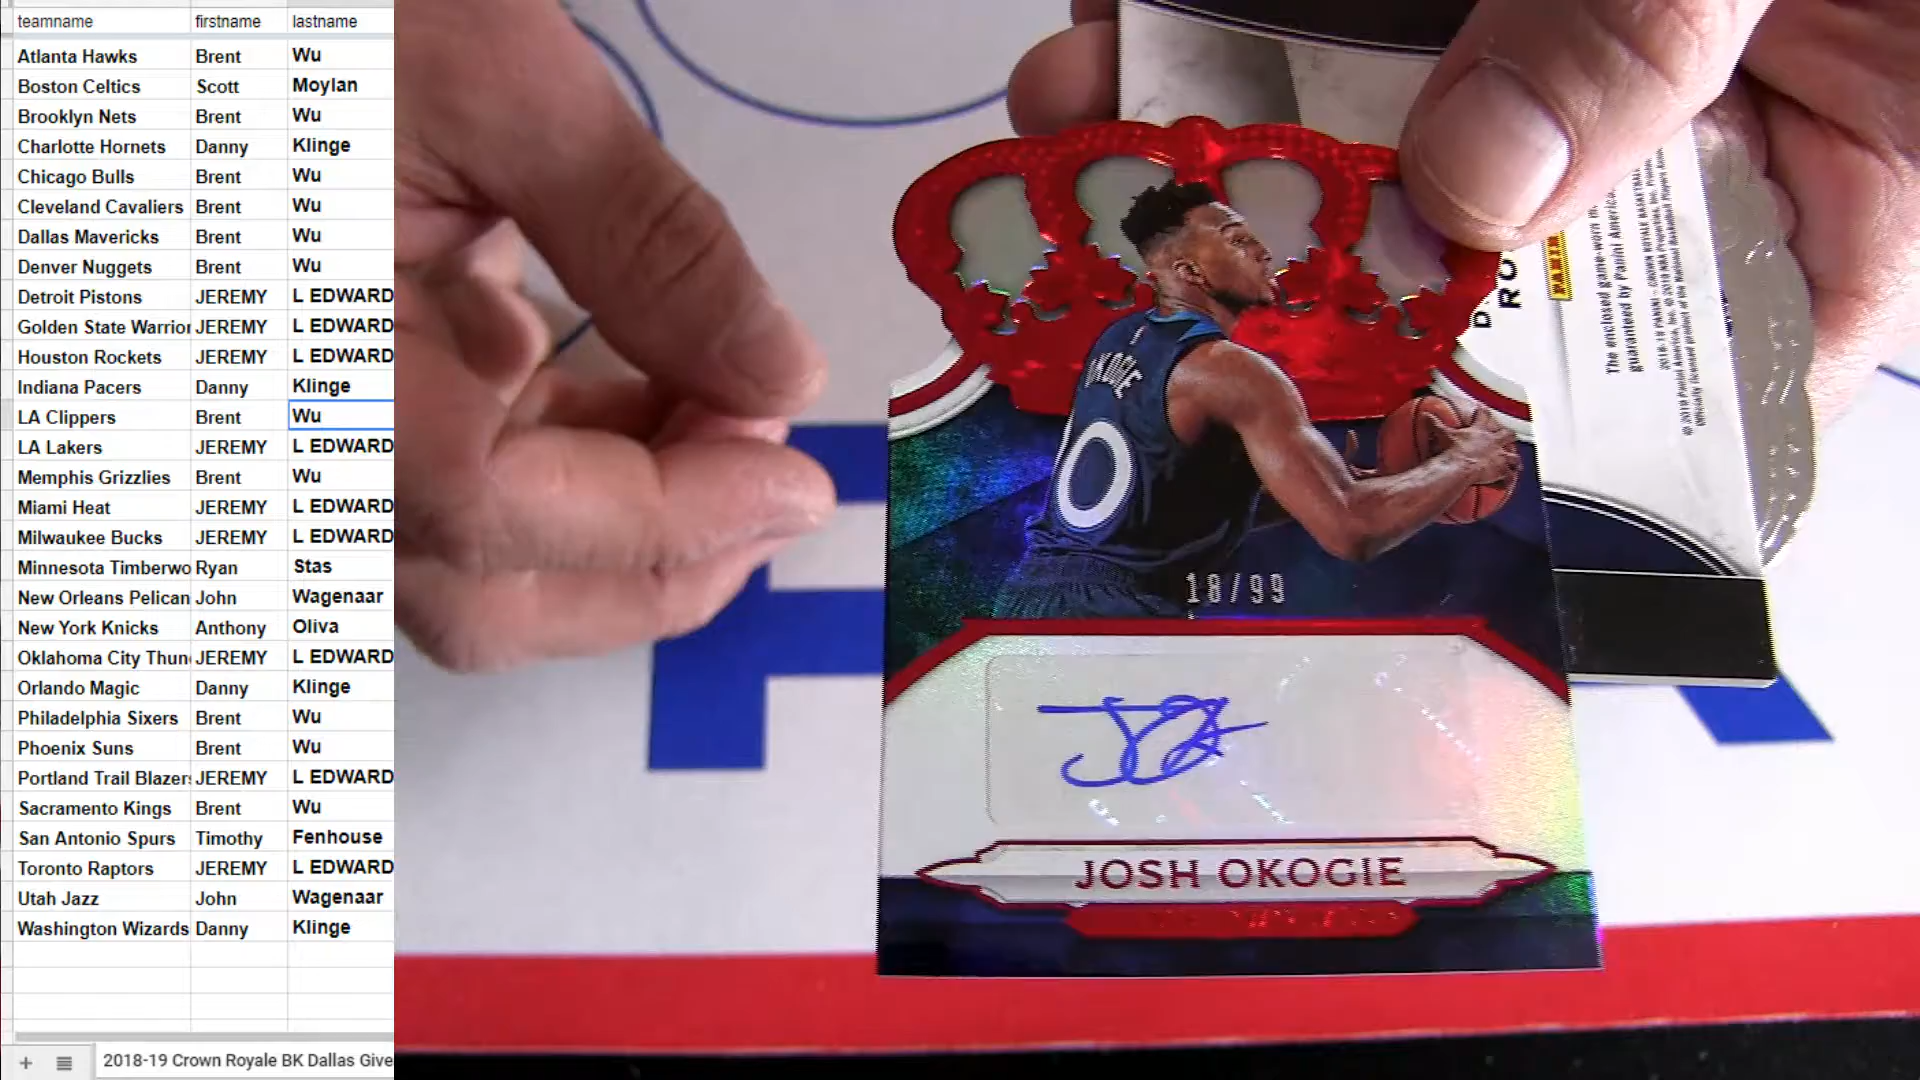 teamname firstname lastname
Atlanta Hawks Brent Wu
Boston Celtics Scott Moylan
Brooklyn Nets Brent Wu
Charlotte Hornets Danny Klinge
Chicago Bulls Brent Wu
Cleveland Cavaliers Brent Wu
Dallas Mavericks Brent Wu
Denver Nuggets Brent Wu
Detroit Pistons JEREMY L EDWARD
Golden State Warrior JEREMY L EDWARD
Houston Rockets JEREMY L EDWARD
Indiana Pacers Danny Klinge
LA Clippers Brent Wu
LA Lakers JEREMY L EDWARD
Memphis Grizzlies Brent Wu
Miami Heat JEREMY L EDWARD
Milwaukee Bucks JEREMY L EDWARD
Minnesota Timberwo Ryan Stas
New Orleans Pelican John Wagenaar
New York Knicks Anthony Oliva
Oklahoma City Thun JEREMY L EDWARD
Orlando Magic Danny Klinge
Philadelphia Sixers Brent Wu
Phoenix Suns Brent Wu
Portland Trail Blazers JEREMY L EDWARD
Sacramento Kings Brent Wu
San Antonio Spurs Timothy Fenhouse
Toronto Raptors JEREMY L EDWARD
Utah Jazz John Wagenaar
Washington Wizards Danny Klinge
2018-19 Crown Royale BK Dallas Give
OKOGIE
0
18/99
JOSH OKOGIE
PANINI
The enclosed game-worn
guaranteed by Panini America,